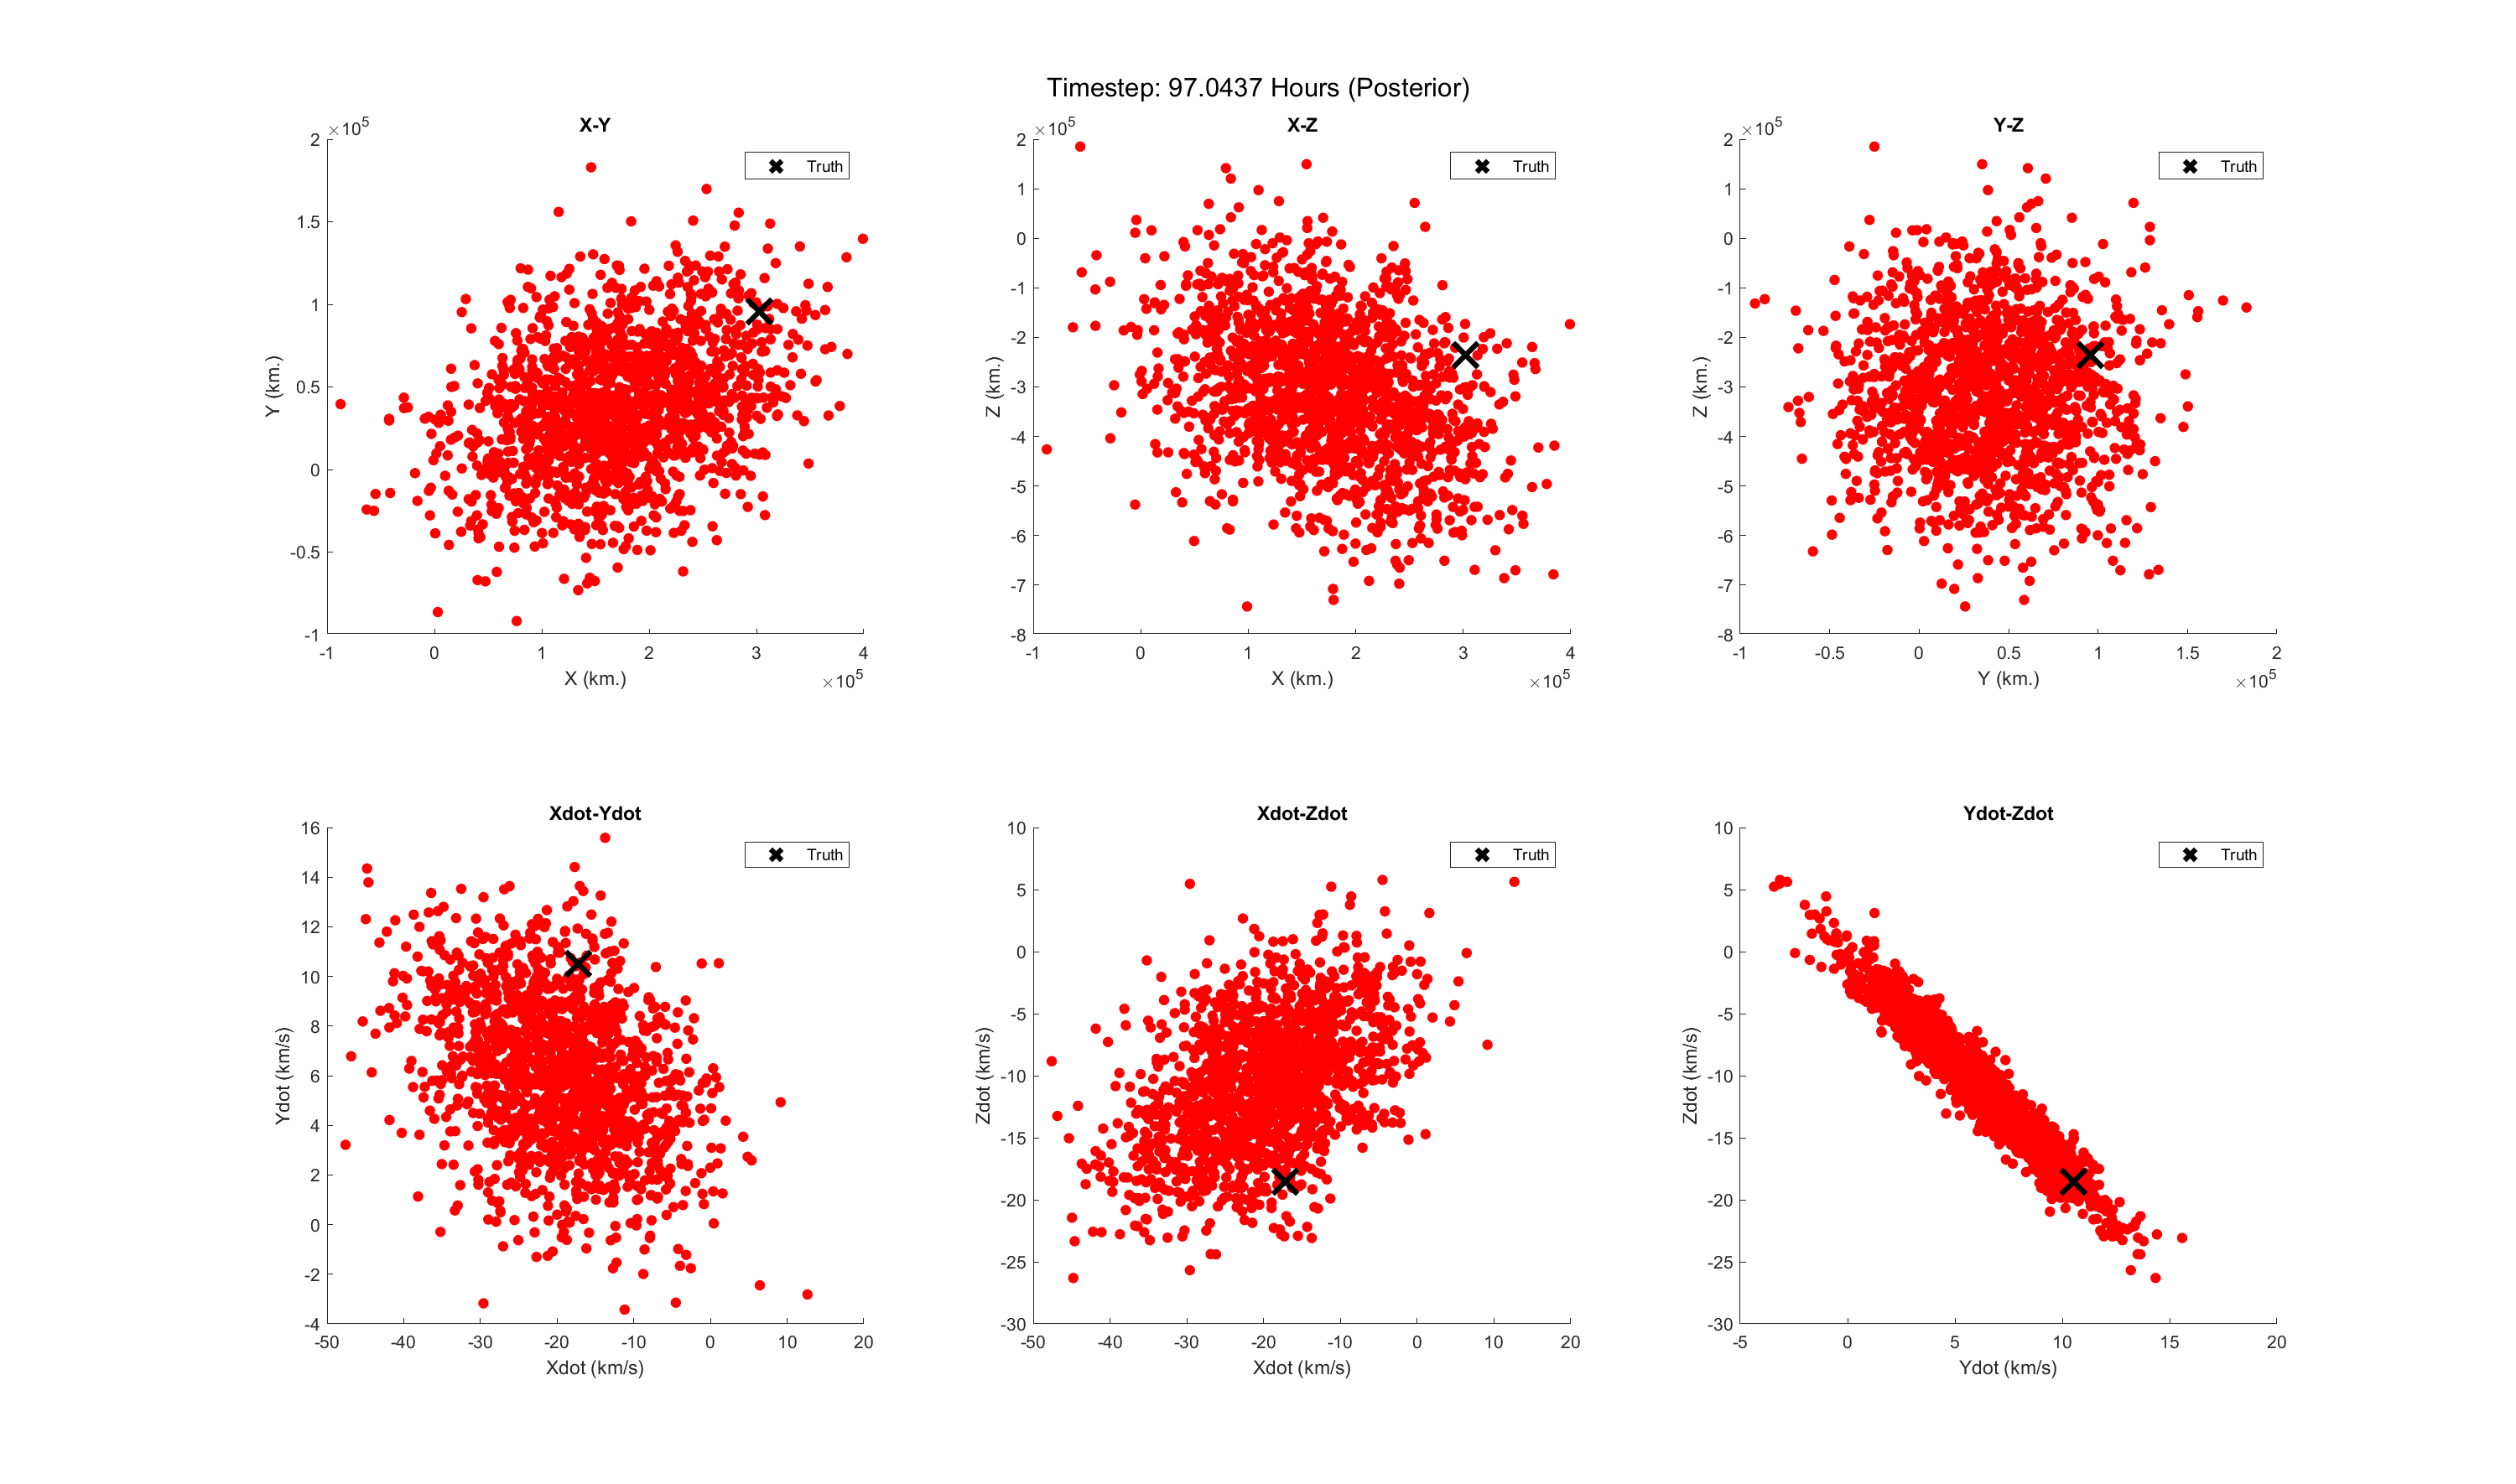 Timestep: 97.0437 Hours (Posterior)
X-Y
×10^5
Truth
2
1.5
1
0.5
0
-0.5
-1
Y (km.)
-1 0 1 2 3 4
X (km.)
×10^5
X-Z
×10^5
Truth
2
1
0
-1
-2
-3
-4
-5
-6
-7
-8
Z (km.)
-1 0 1 2 3 4
X (km.)
×10^5
Y-Z
×10^5
Truth
2
1
0
-1
-2
-3
-4
-5
-6
-7
-8
Z (km.)
-1 -0.5 0 0.5 1 1.5 2
Y (km.)
×10^5
Xdot-Ydot
Truth
16
14
12
10
8
6
4
2
0
-2
-4
Ydot (km/s)
-50 -40 -30 -20 -10 0 10 20
Xdot (km/s)
Xdot-Zdot
Truth
10
5
0
-5
-10
-15
-20
-25
-30
Zdot (km/s)
-50 -40 -30 -20 -10 0 10 20
Xdot (km/s)
Ydot-Zdot
Truth
10
5
0
-5
-10
-15
-20
-25
-30
Zdot (km/s)
-5 0 5 10 15 20
Ydot (km/s)